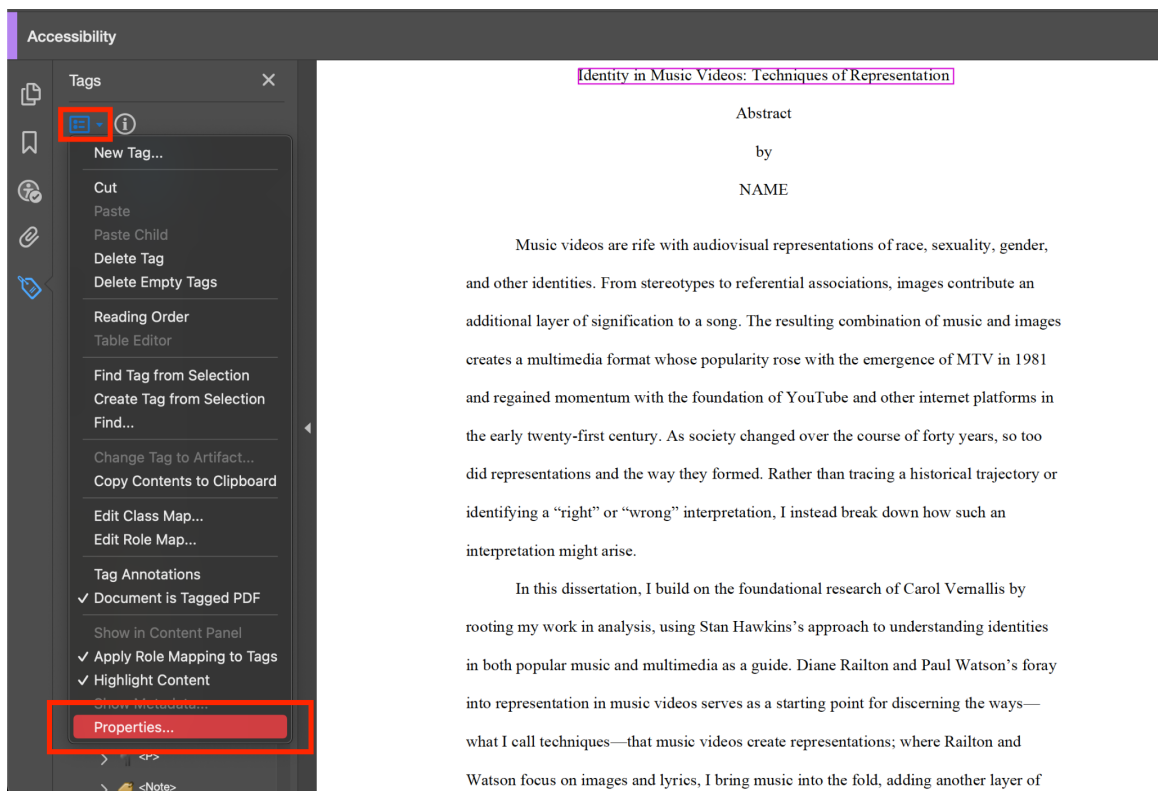 Accessibility
Tags
New Tag...
Cut
Paste
Paste Child
Delete Tag
Delete Empty Tags
Reading Order
Table Editor
Find Tag from Selection
Create Tag from Selection
Find...
Change Tag to Artifact...
Copy Contents to Clipboard
Edit Class Map...
Edit Role Map...
Tag Annotations
Document is Tagged PDF
Show in Content Panel
Apply Role Mapping to Tags
Highlight Content
Show Metadata...
Properties...
<P>
<Note>
Identity in Music Videos: Techniques of Representation
Abstract
by
NAME
Music videos are rife with audiovisual representations of race, sexuality, gender,
and other identities. From stereotypes to referential associations, images contribute an
additional layer of signification to a song. The resulting combination of music and images
creates a multimedia format whose popularity rose with the emergence of MTV in 1981
and regained momentum with the foundation of YouTube and other internet platforms in
the early twenty-first century. As society changed over the course of forty years, so too
did representations and the way they formed. Rather than tracing a historical trajectory or
identifying a “right” or “wrong” interpretation, I instead break down how such an
interpretation might arise.
In this dissertation, I build on the foundational research of Carol Vernallis by
rooting my work in analysis, using Stan Hawkins’s approach to understanding identities
in both popular music and multimedia as a guide. Diane Railton and Paul Watson’s foray
into representation in music videos serves as a starting point for discerning the ways—
what I call techniques—that music videos create representations; where Railton and
Watson focus on images and lyrics, I bring music into the fold, adding another layer of